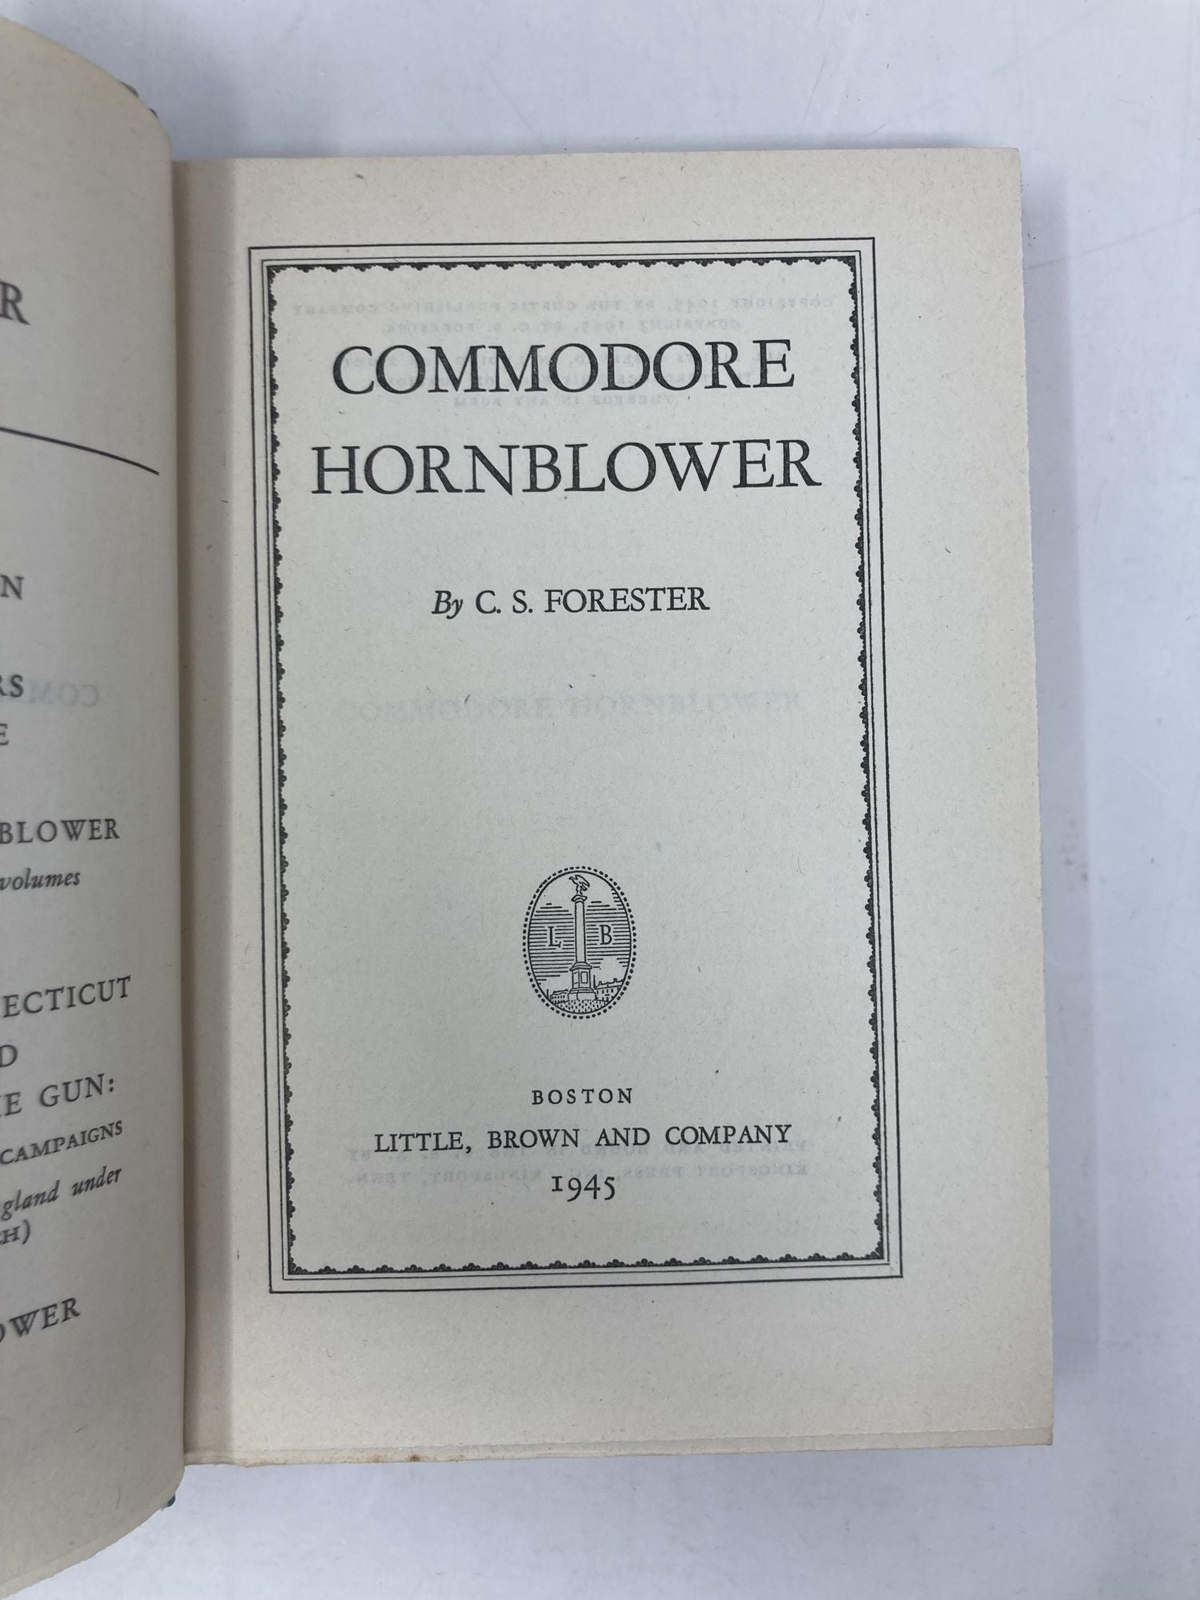 R
N
RS
E
BLOWER
volumes
ECTICUT
D
E GUN:
CAMPAIGNS
gland under
H)
OWER
COMMODORE
HORNBLOWER
By C. S. FORESTER
L B
BOSTON
LITTLE, BROWN AND COMPANY
1945